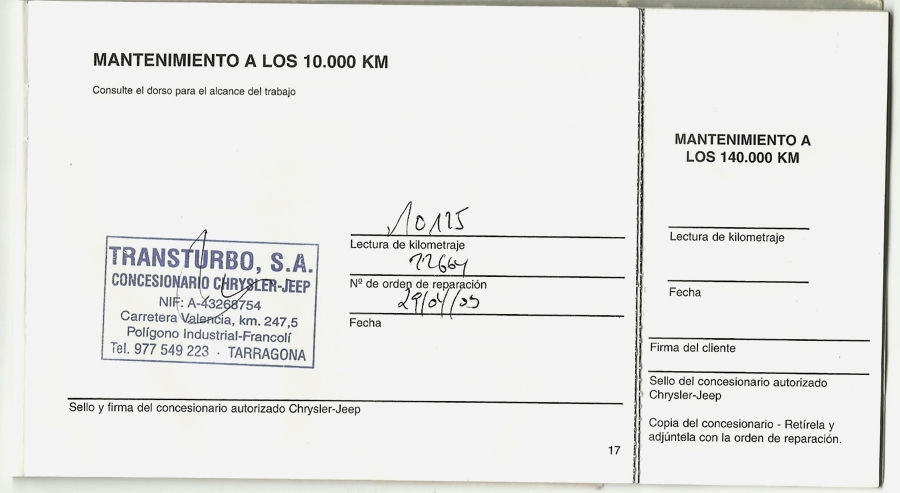 MANTENIMIENTO A LOS 10.000 KM
Consulte el dorso para el alcance del trabajo
10125
Lectura de kilometraje
22664
Nº de orden de reparación
29/04/05
Fecha
TRANSTURBO, S.A.
CONCESIONARIO CHRYSLER-JEEP
NIF: A-43268754
Carretera Valencia, km. 247,5
Polígono Industrial-Francolí
Tel. 977 549 223 · TARRAGONA
Sello y firma del concesionario autorizado Chrysler-Jeep
17
MANTENIMIENTO A
LOS 140.000 KM
Lectura de kilometraje
Fecha
Firma del cliente
Sello del concesionario autorizado
Chrysler-Jeep
Copia del concesionario - Retírela y
adjúntela con la orden de reparación.